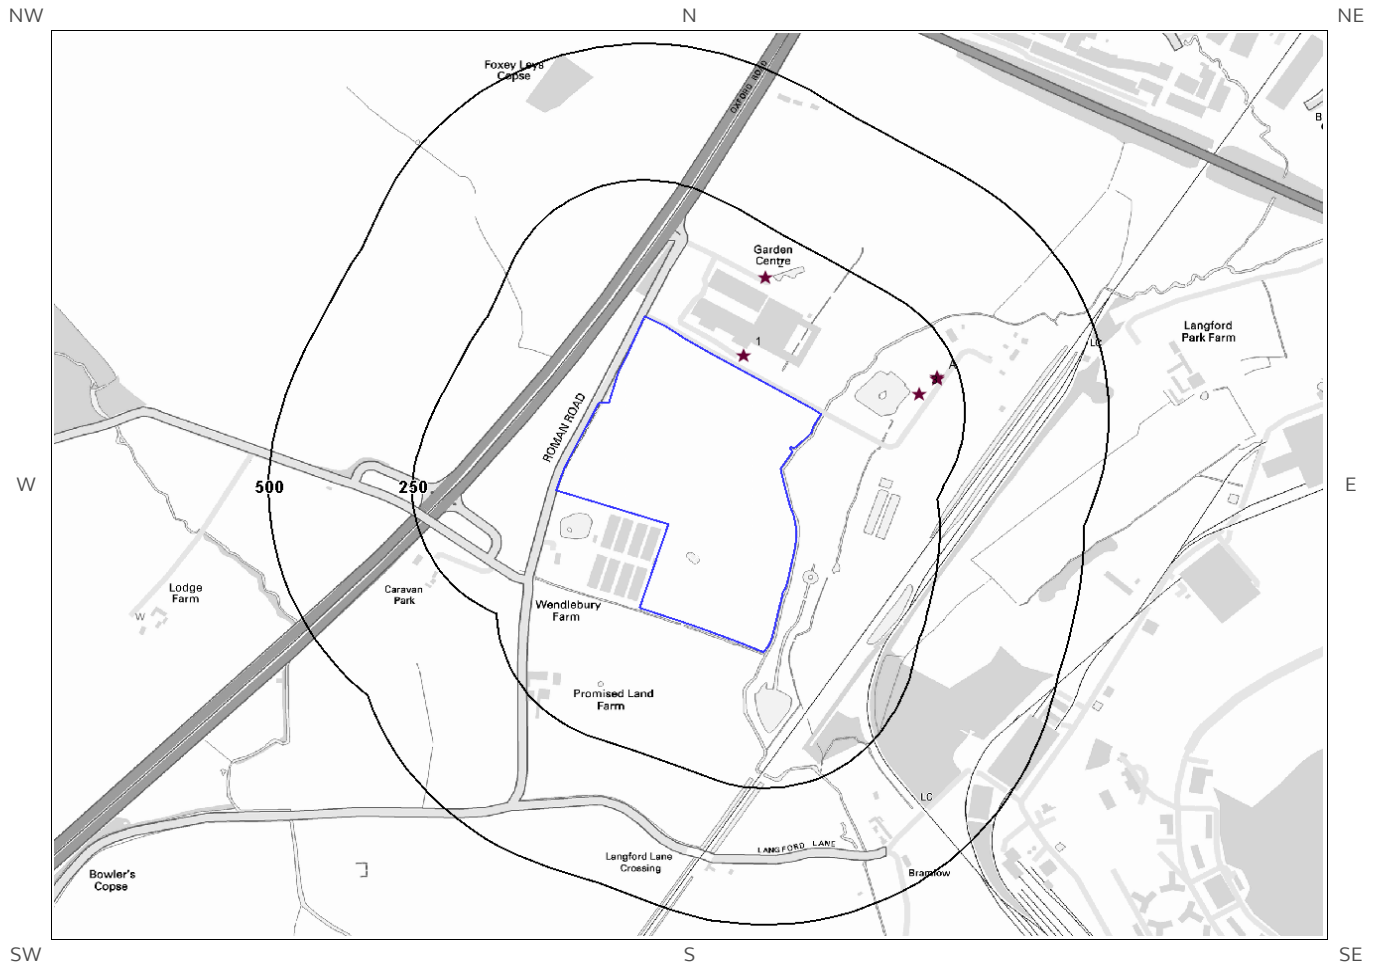 NW
N
NE
Foxey Leys
Copse
OXFORD ROAD
B
Garden
Centre
2
Langford
Park Farm
LC
1
A
ROMAN ROAD
W
500
250
E
Lodge
Farm
Caravan
Park
Wendlebury
Farm
W
Promised Land
Farm
LC
LANGFORD LANE
Langford Lane
Crossing
Bramlow
Bowler's
Copse
SW
S
SE